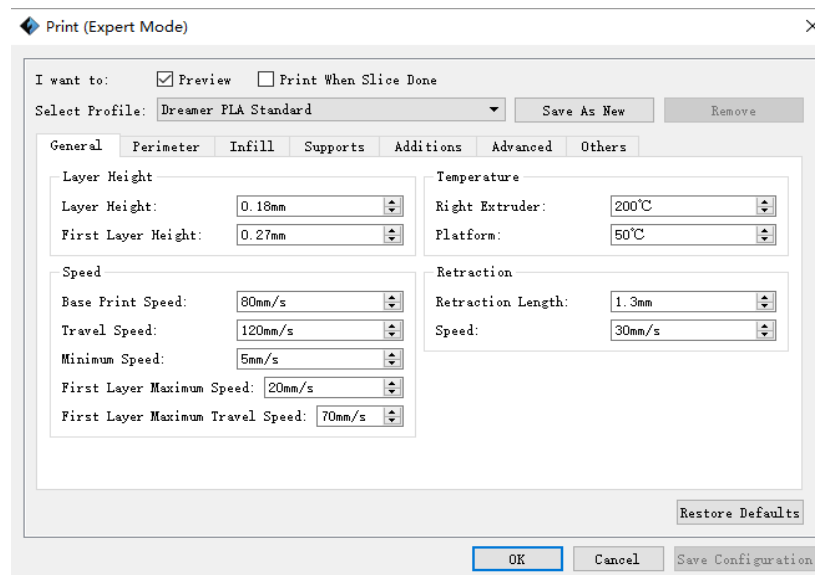 Print (Expert Mode)
I want to: Preview Print When Slice Done
Select Profile: Dreamer PLA Standard Save As New Remove
General Perimeter Infill Supports Additions Advanced Others
Layer Height
Layer Height: 0.18mm
First Layer Height: 0.27mm
Speed
Base Print Speed: 80mm/s
Travel Speed: 120mm/s
Minimum Speed: 5mm/s
First Layer Maximum Speed: 20mm/s
First Layer Maximum Travel Speed: 70mm/s
Temperature
Right Extruder: 200℃
Platform: 50℃
Retraction
Retraction Length: 1.3mm
Speed: 30mm/s
Restore Defaults
OK Cancel Save Configuration